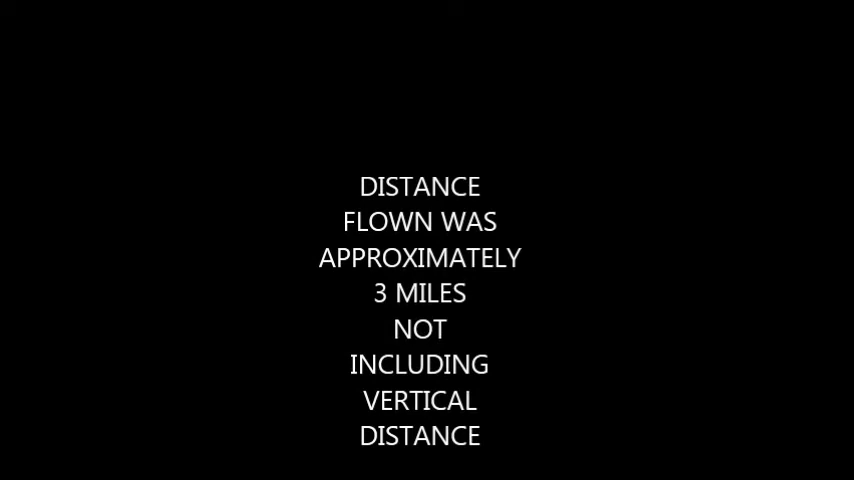 DISTANCE
FLOWN WAS
APPROXIMATELY
3 MILES
NOT
INCLUDING
VERTICAL
DISTANCE